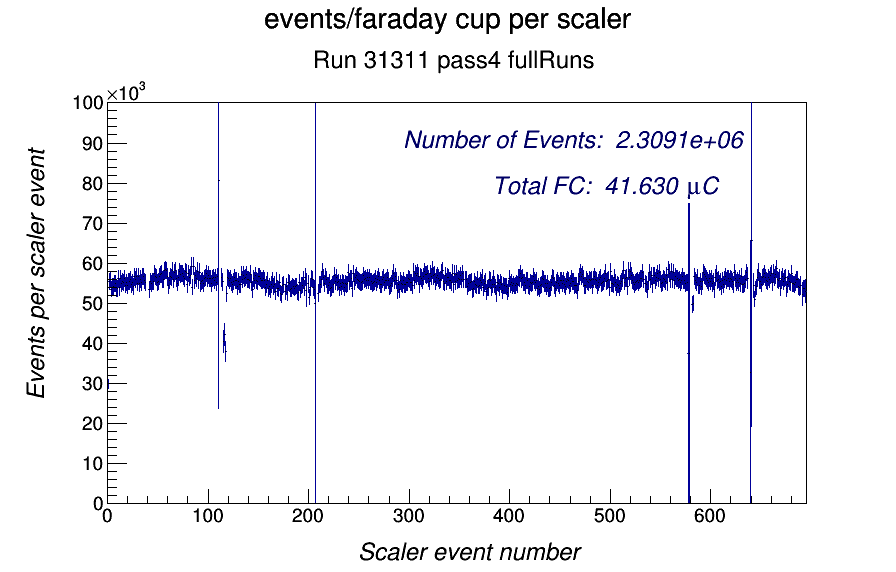 events/faraday cup per scaler
Run 31311 pass4 fullRuns
×10³
100
90
80
70
60
50
40
30
20
10
0
Events per scaler event
Number of Events: 2.3091e+06
Total FC: 41.630 μC
0 100 200 300 400 500 600
Scaler event number